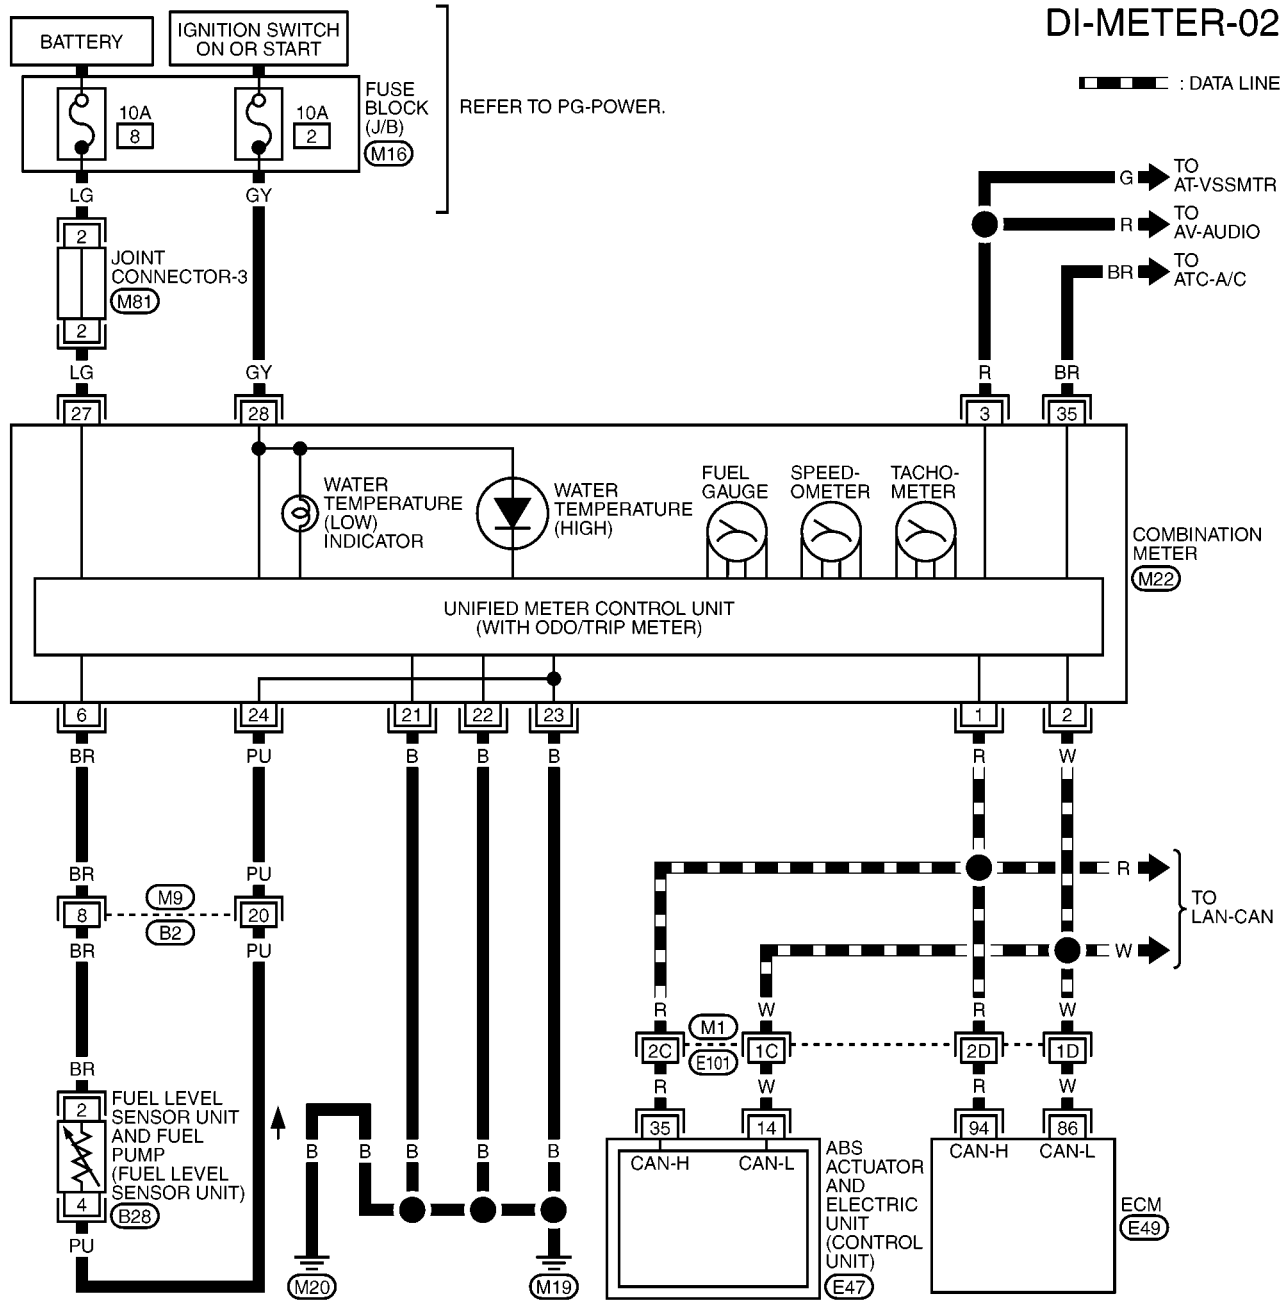 DI-METER-02
BATTERY
IGNITION SWITCH
ON OR START
: DATA LINE
10A
8
10A
2
FUSE
BLOCK
(J/B)
M16
REFER TO PG-POWER.
LG
GY
G
TO
AT-VSSMTR
R
TO
AV-AUDIO
BR
TO
ATC-A/C
2
JOINT
CONNECTOR-3
M81
2
LG
GY
R
BR
27
28
3
35
WATER
TEMPERATURE
(LOW)
INDICATOR
WATER
TEMPERATURE
(HIGH)
FUEL
GAUGE
SPEED-
OMETER
TACHO-
METER
COMBINATION
METER
M22
UNIFIED METER CONTROL UNIT
(WITH ODO/TRIP METER)
6
24
21
22
23
1
2
BR
PU
B
B
B
R
W
BR
PU
R
TO
LAN-CAN
W
8
M9
B2
20
BR
PU
R
W
R
W
2C
M1
E101
1C
2D
1D
R
W
R
W
BR
2
FUEL LEVEL
SENSOR UNIT
AND FUEL
PUMP
(FUEL LEVEL
SENSOR UNIT)
4
B28
PU
B
B
B
B
B
M20
M19
35
14
94
86
CAN-H
CAN-L
CAN-H
CAN-L
ABS
ACTUATOR
AND
ELECTRIC
UNIT
(CONTROL
UNIT)
E47
ECM
E49